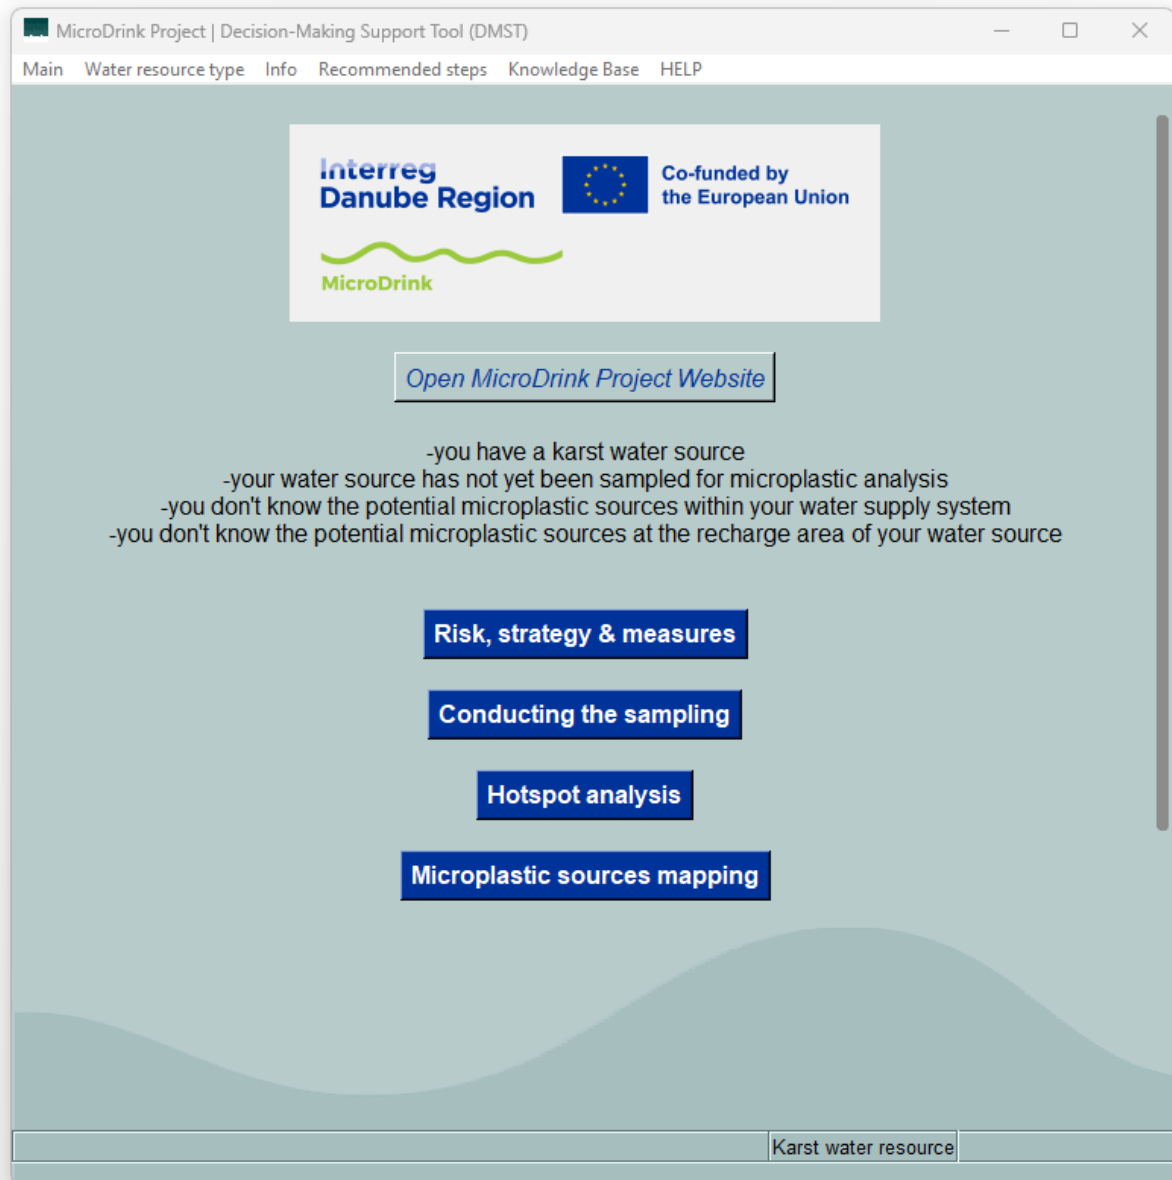 MicroDrink Project | Decision-Making Support Tool (DMST)
Main Water resource type Info Recommended steps Knowledge Base HELP
Interreg
Danube Region
Co-funded by
the European Union
MicroDrink
Open MicroDrink Project Website
-you have a karst water source
-your water source has not yet been sampled for microplastic analysis
-you don't know the potential microplastic sources within your water supply system
-you don't know the potential microplastic sources at the recharge area of your water source
Risk, strategy & measures
Conducting the sampling
Hotspot analysis
Microplastic sources mapping
Karst water resource